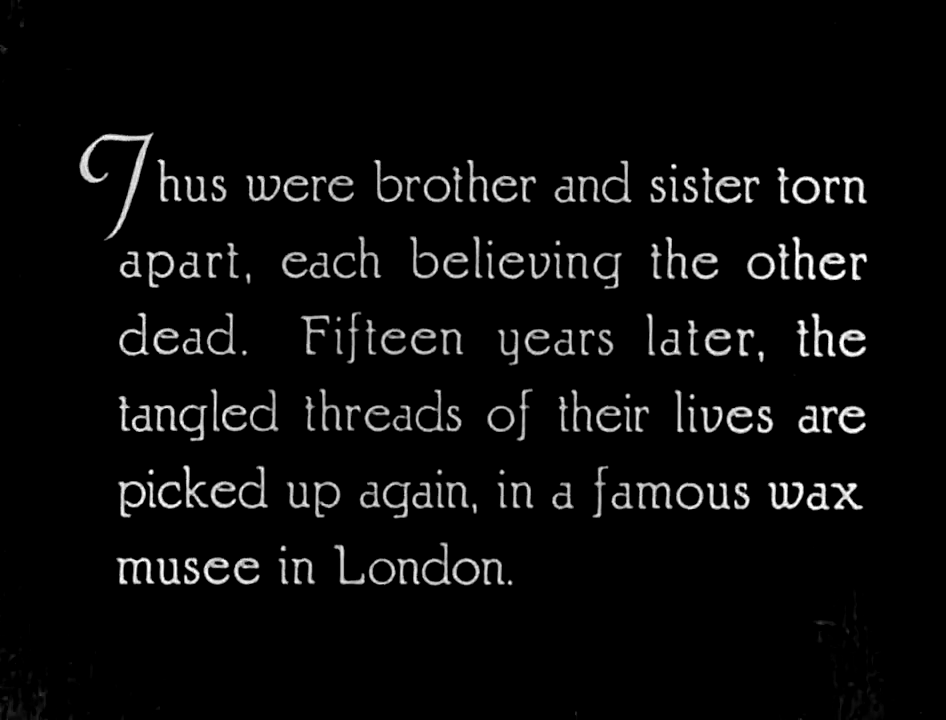 Thus were brother and sister torn
apart, each believing the other
dead. Fifteen years later, the
tangled threads of their lives are
picked up again, in a famous wax
musee in London.